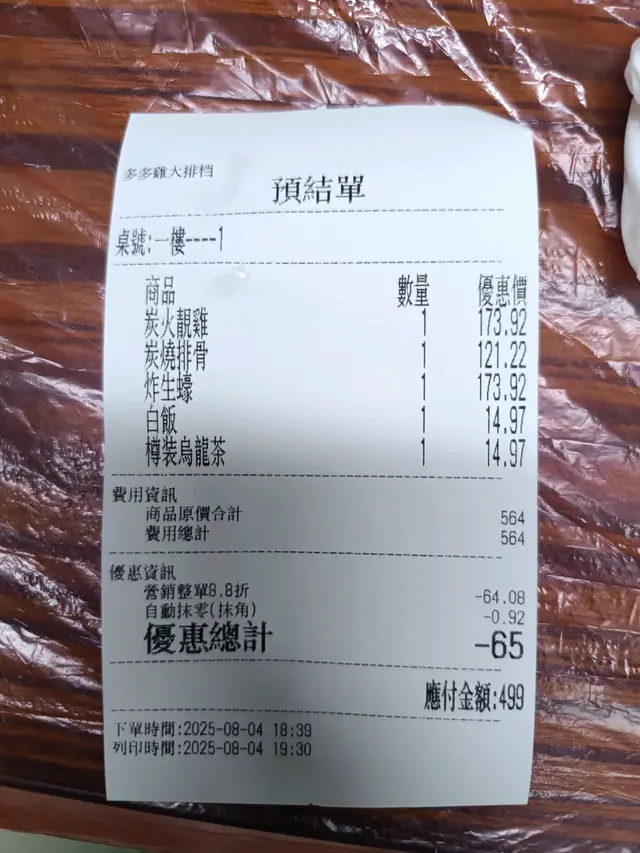 多多雞大排档
預結單
桌號:一樓----1
商品 數量 優惠價
炭火靚雞 1 173.92
炭燒排骨 1 121.22
炸生蠔 1 173.92
白飯 1 14.97
樽裝烏龍茶 1 14.97
費用資訊
商品原價合計 564
費用總計 564
優惠資訊
營銷整單8.8折 -64.08
自動抹零(抹角) -0.92
優惠總計 -65
應付金額:499
下單時間:2025-08-04 18:39
列印時間:2025-08-04 19:30